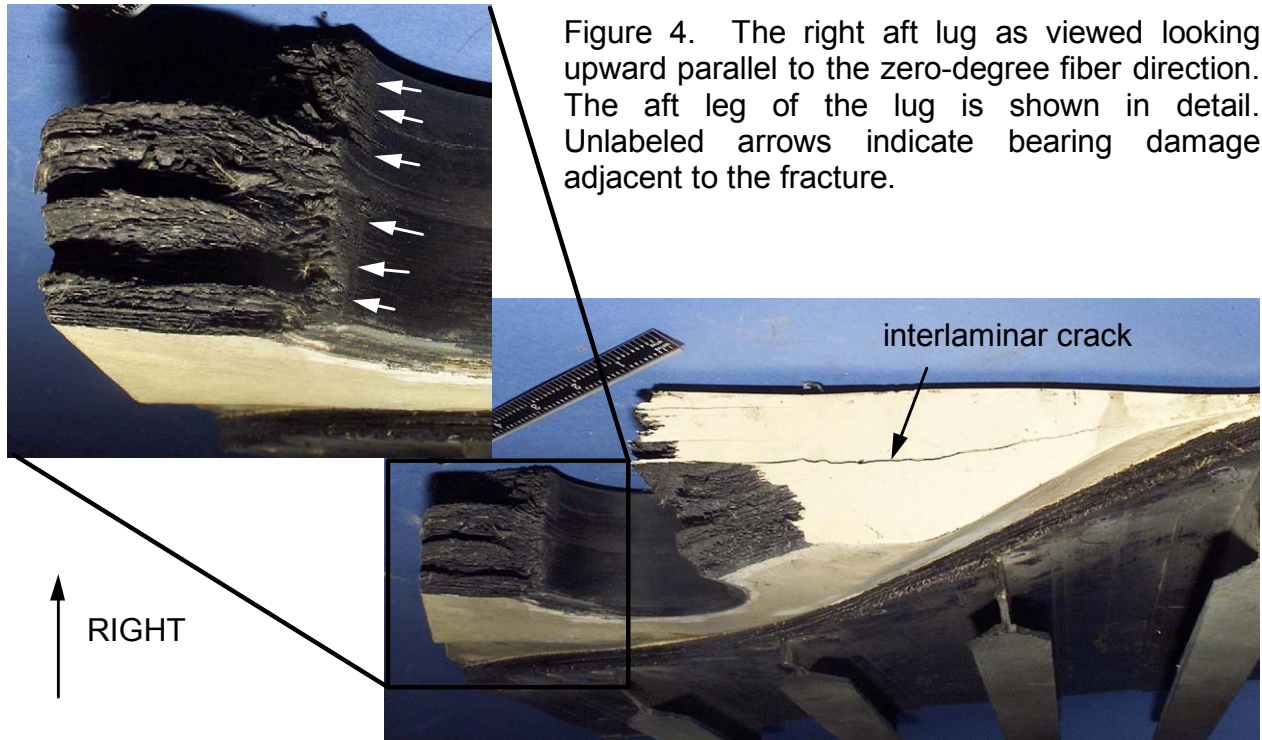 Figure 4. The right aft lug as viewed looking
upward parallel to the zero-degree fiber direction.
The aft leg of the lug is shown in detail.
Unlabeled arrows indicate bearing damage
adjacent to the fracture.
interlaminar crack
RIGHT